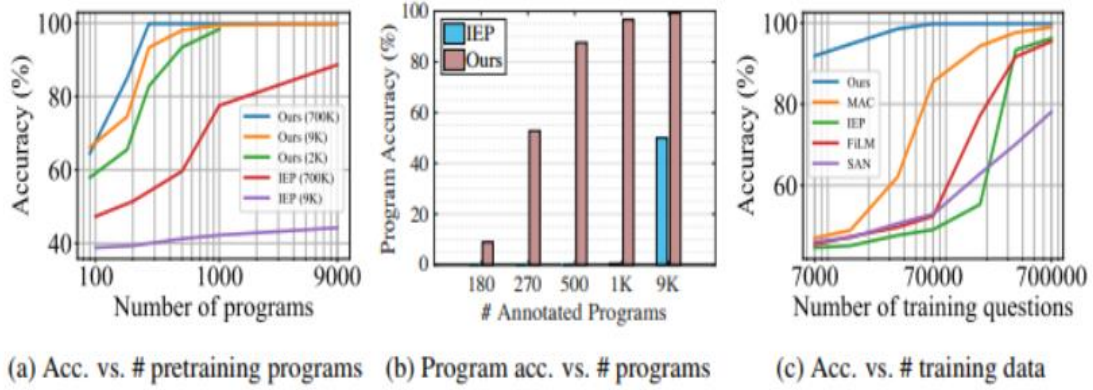 Accuracy (%)
100
80
60
40
Ours (700K)
Ours (9K)
Ours (2K)
IEP (700K)
IEP (9K)
100 1000 9000
Number of programs
(a) Acc. vs. # pretraining programs
Program Accuracy (%)
100
80
60
40
20
0
IEP
Ours
180 270 500 1K 9K
# Annotated Programs
(b) Program acc. vs. # programs
Accuracy (%)
100
80
60
Ours
MAC
IEP
FiLM
SAN
7000 70000 700000
Number of training questions
(c) Acc. vs. # training data